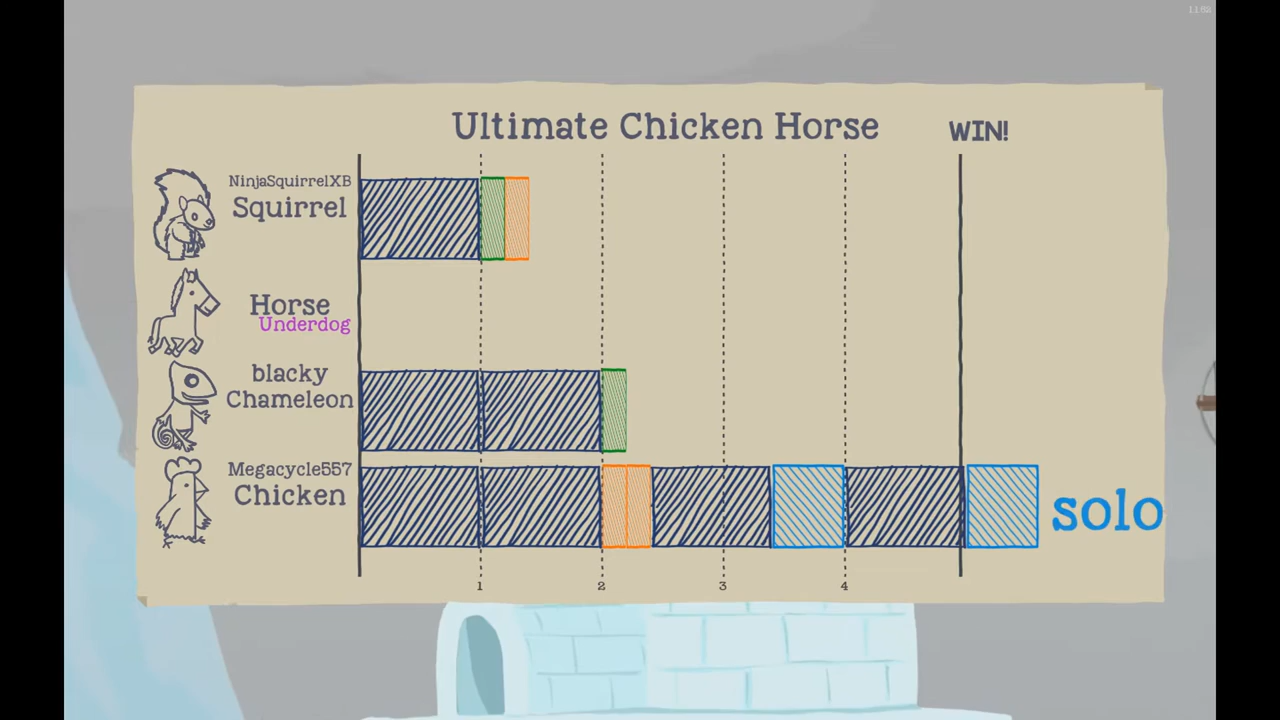 Ultimate Chicken Horse
WIN!
NinjaSquirrelXB
Squirrel
Horse
Underdog
blacky
Chameleon
Megacycle557
Chicken
solo
1 2 3 4